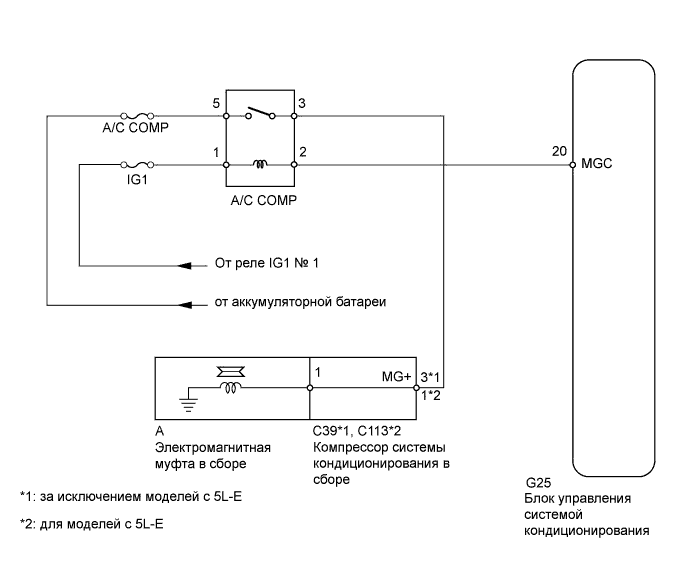 5
3
A/C COMP
1
2
20
MGC
IG1
A/C COMP
От реле IG1 № 1
от аккумуляторной батареи
1
MG+
3*1
1*2
A
Электромагнитная
муфта в сборе
C39*1, C113*2
Компрессор системы
кондиционирования в
сборе
G25
Блок управления
системой
кондиционирования
*1: за исключением моделей с 5L-E
*2: для моделей с 5L-E